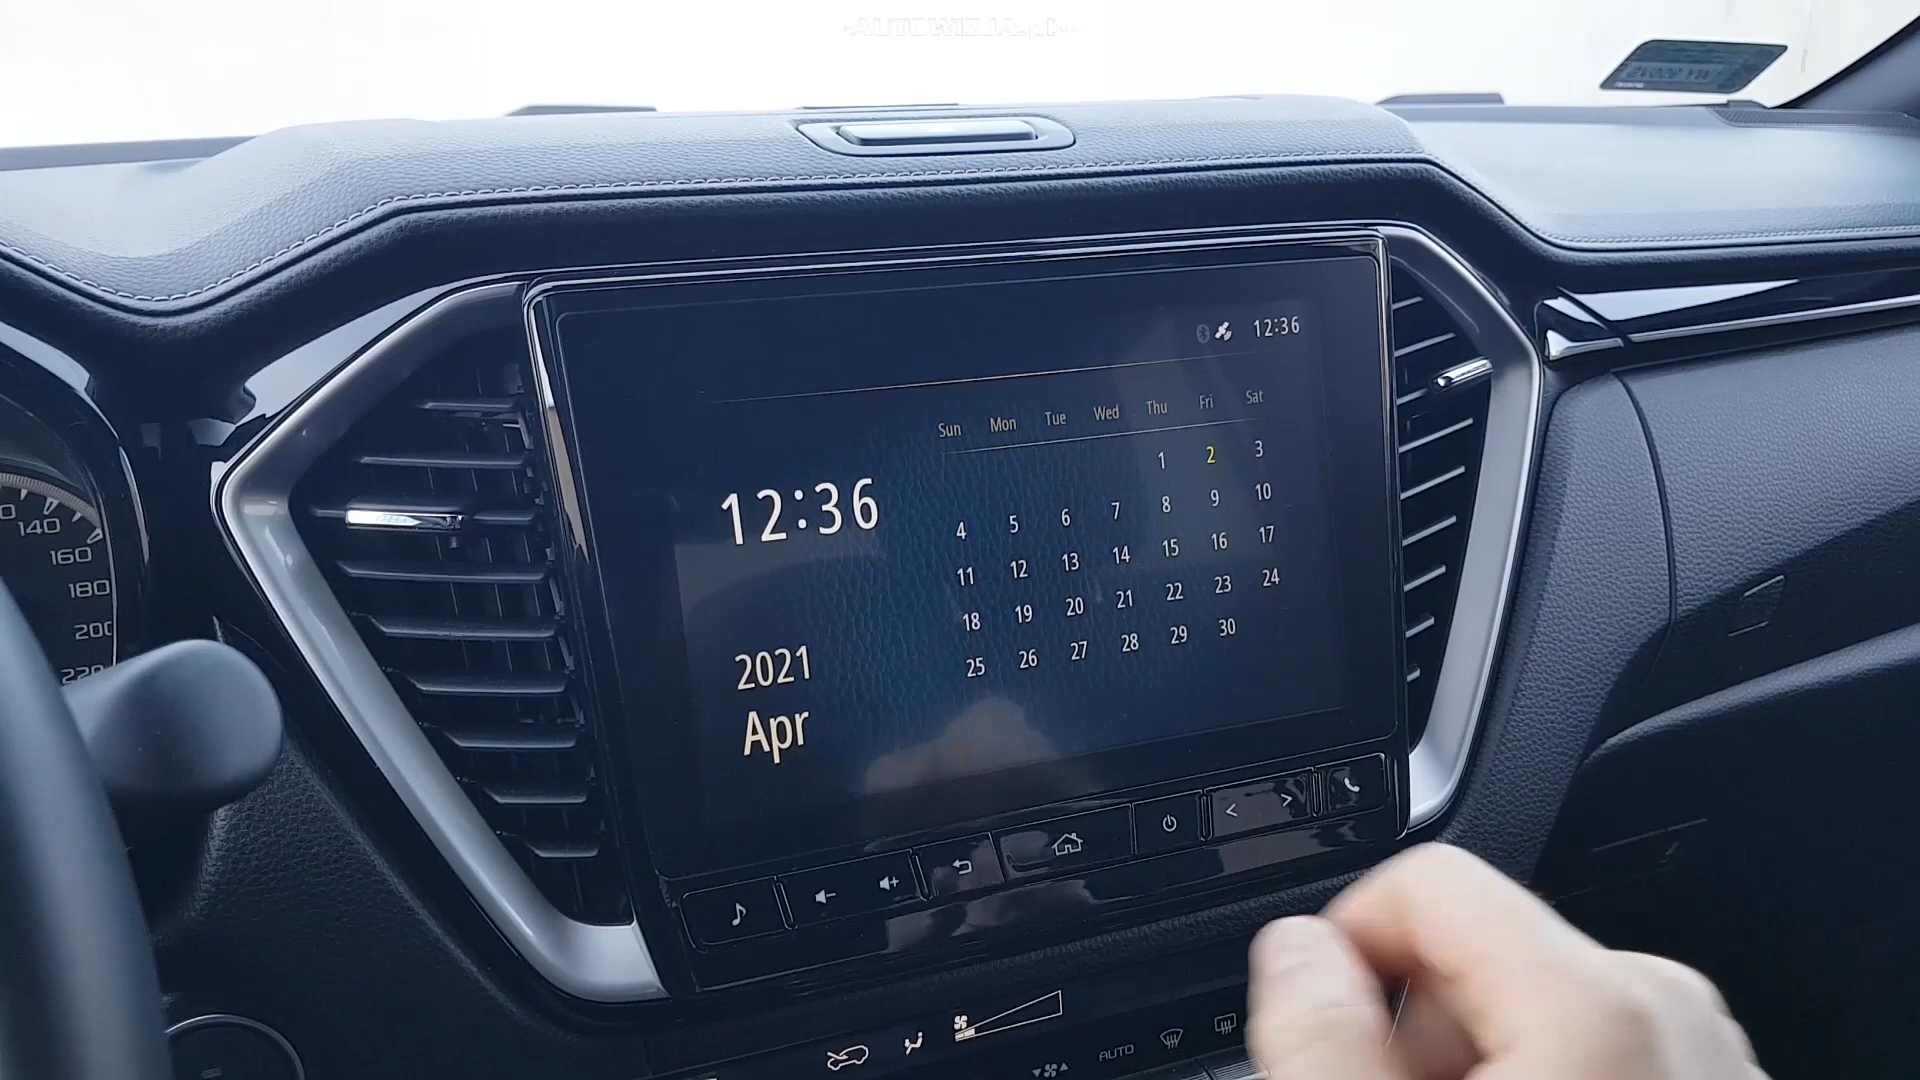 AUTOWIZJA.pl
12:36
Sun Mon Tue Wed Thu Fri Sat
1 2 3
12:36
4 5 6 7 8 9 10
11 12 13 14 15 16 17
18 19 20 21 22 23 24
25 26 27 28 29 30
2021
Apr
140
160
180
200
220
AUTO